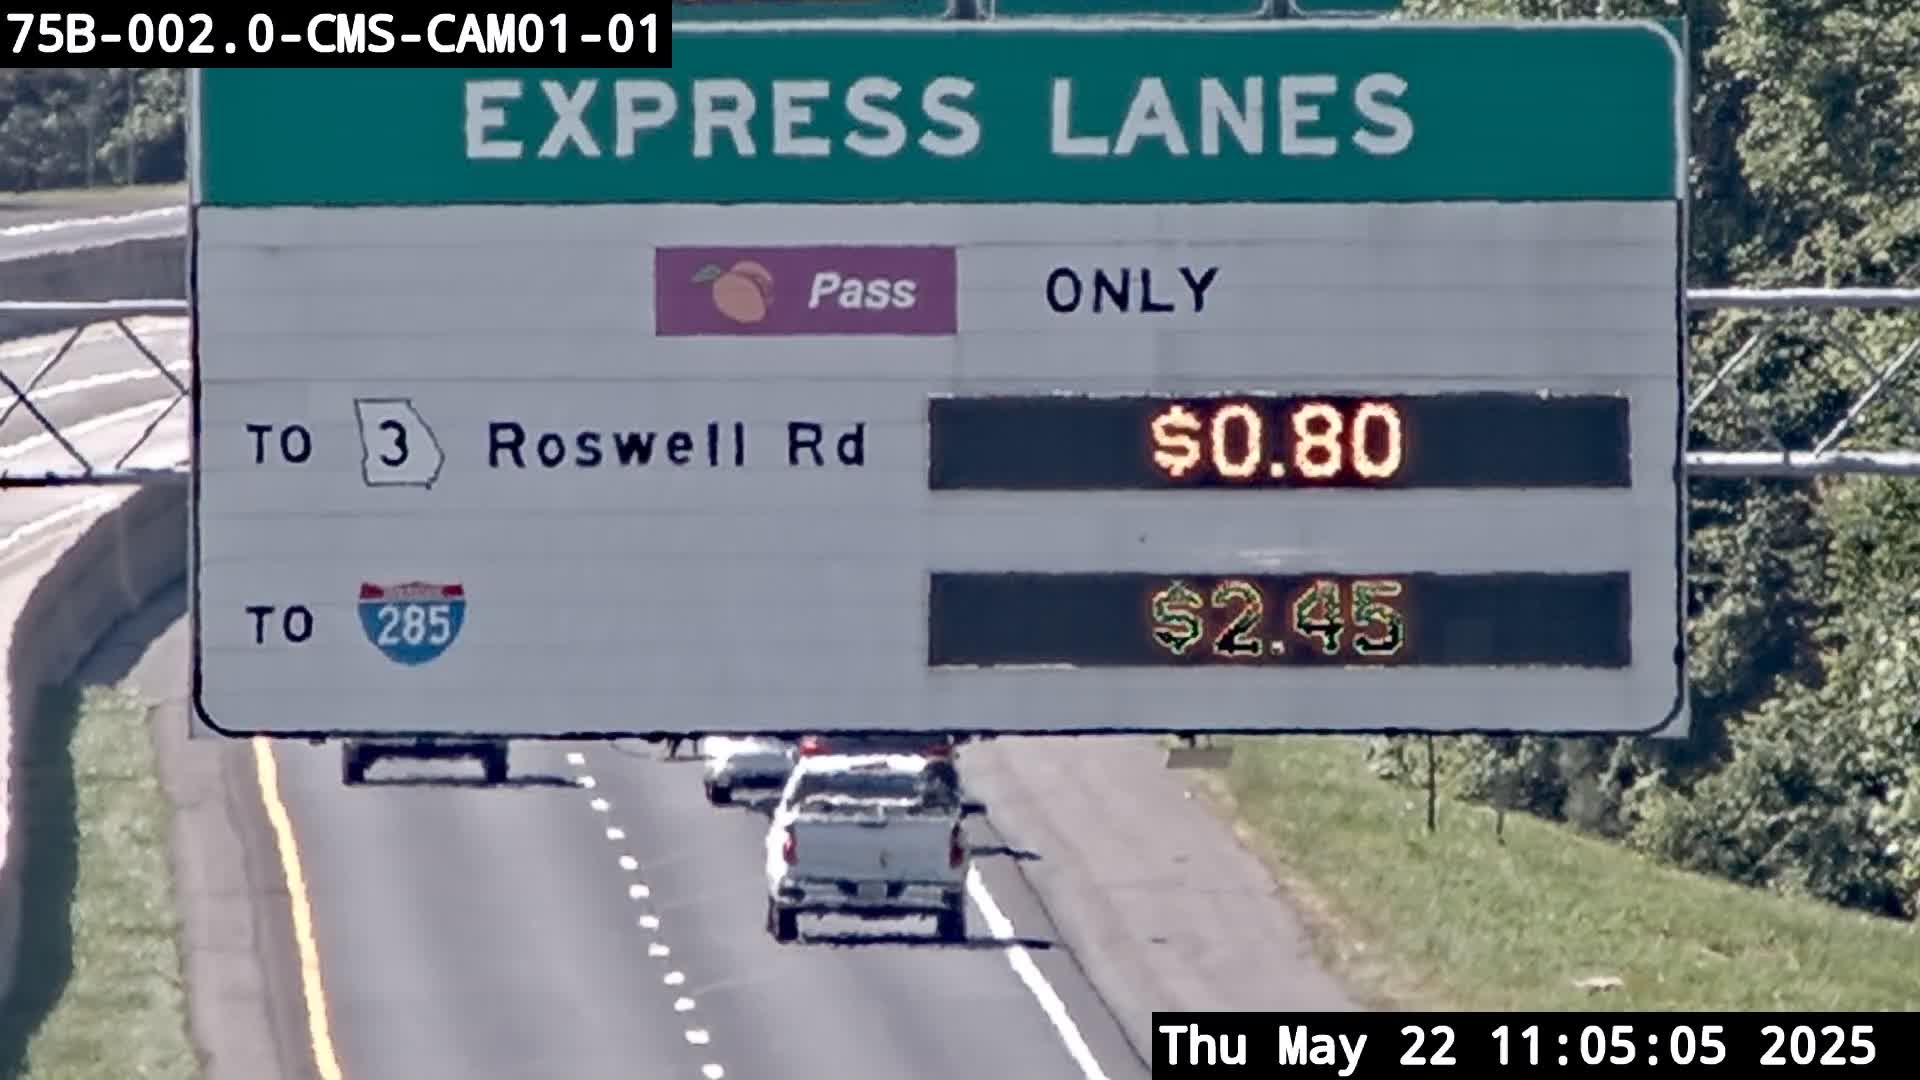 75B-002.0-CMS-CAM01-01
EXPRESS LANES
Pass ONLY
TO 3 Roswell Rd $0.80
TO 285 $2.45
Thu May 22 11:05:05 2025